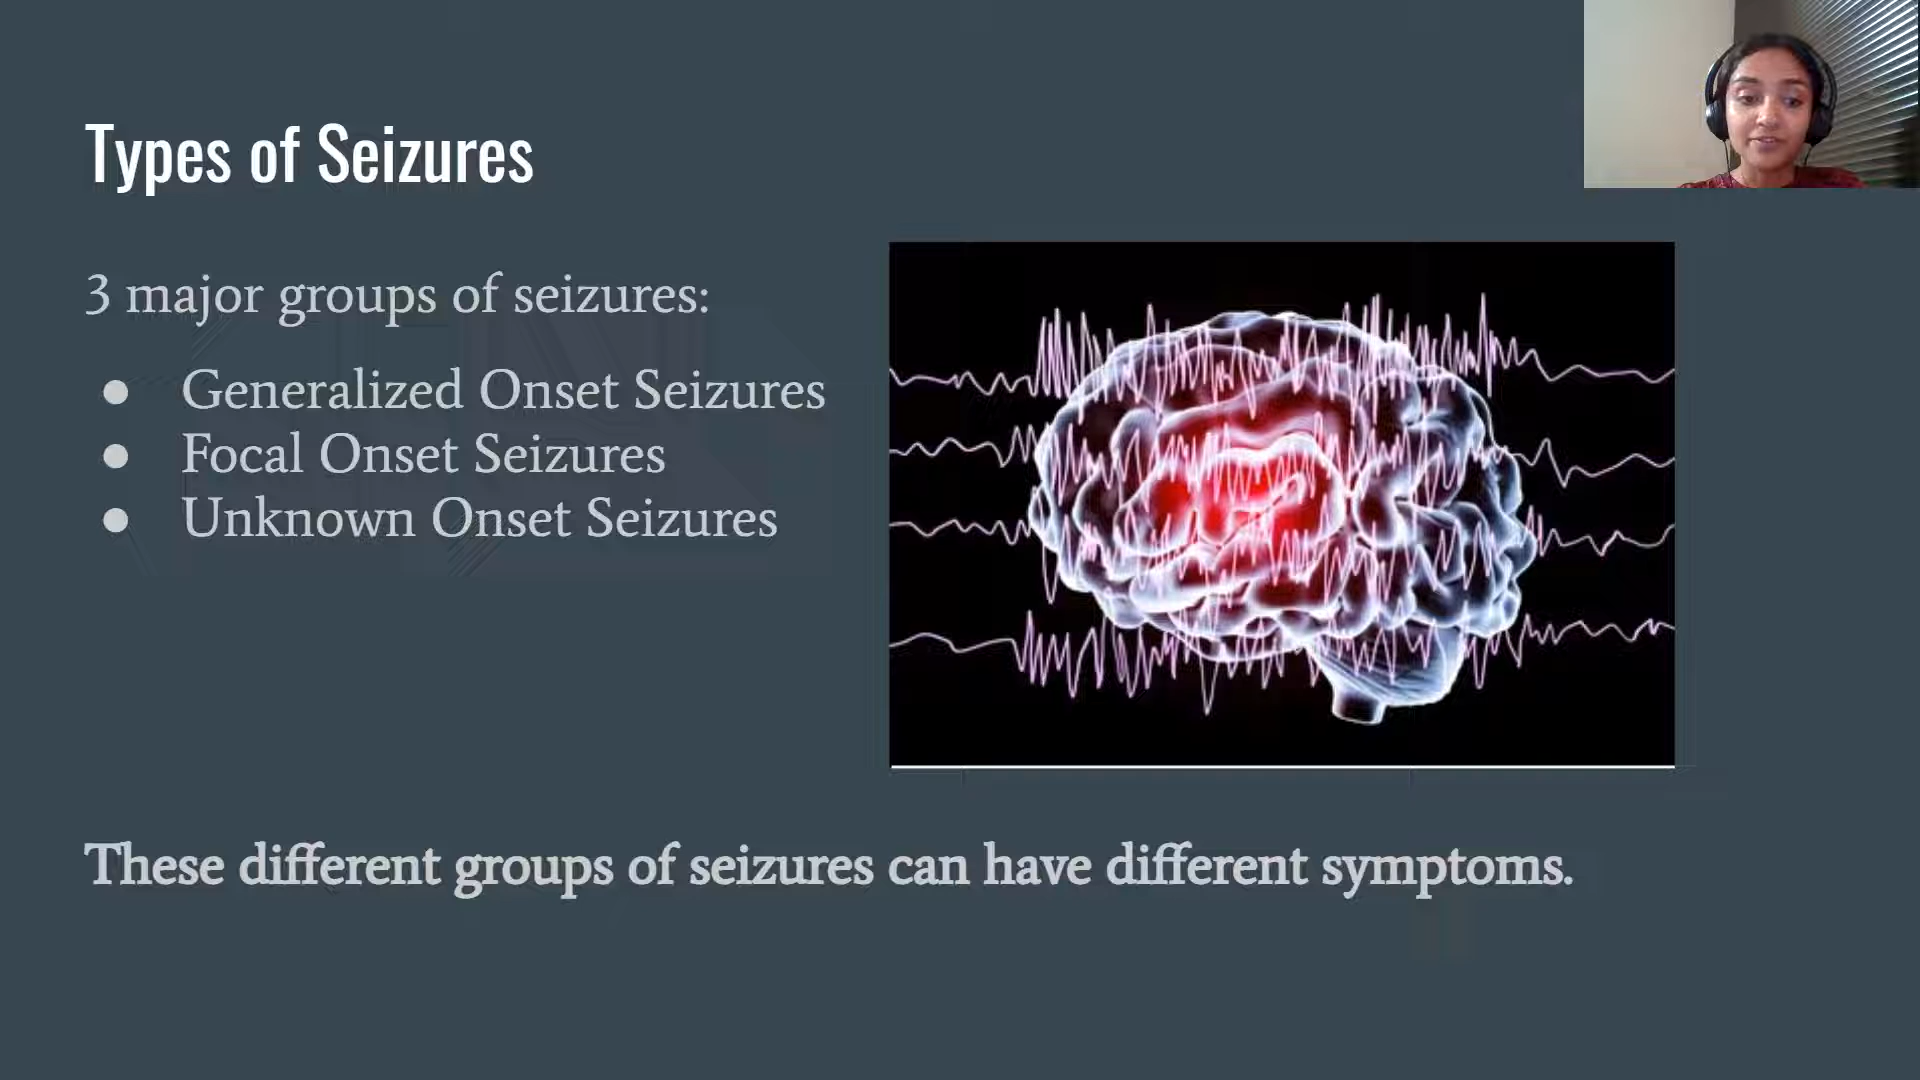 Types of Seizures
3 major groups of seizures:
● Generalized Onset Seizures
● Focal Onset Seizures
● Unknown Onset Seizures
These different groups of seizures can have different symptoms.